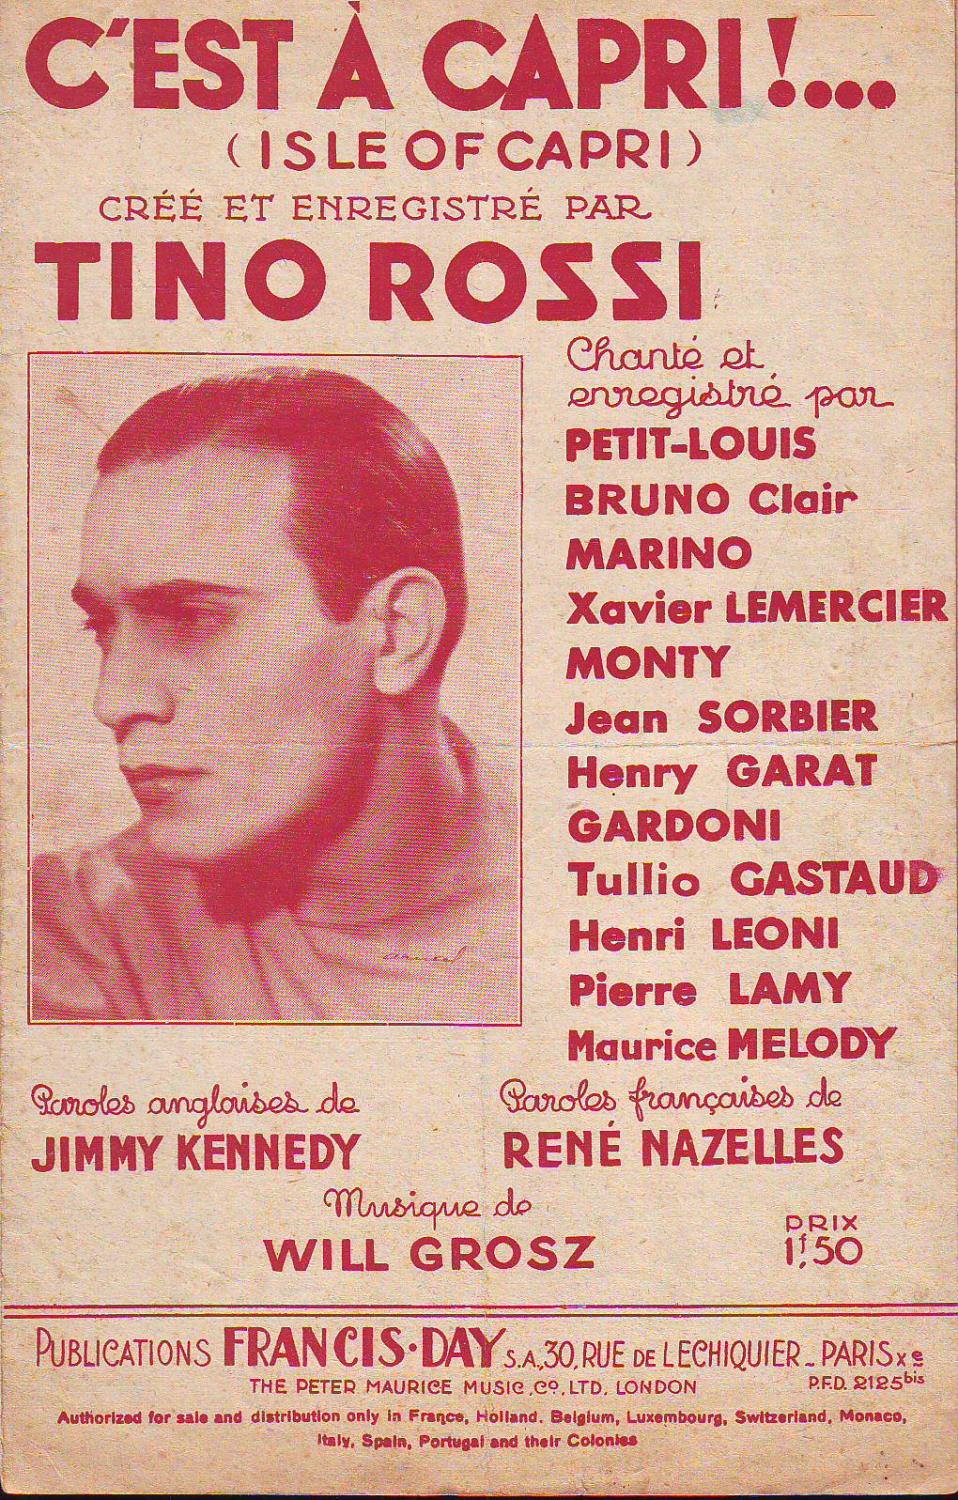 C'EST À CAPRI!....
(ISLE OF CAPRI)
CRÉÉ ET ENREGISTRÉ PAR
TINO ROSSI
Chanté et
enregistré par
PETIT-LOUIS
BRUNO Clair
MARINO
Xavier LEMERCIER
MONTY
Jean SORBIER
Henry GARAT
GARDONI
Tullio GASTAUD
Henri LEONI
Pierre LAMY
Maurice MELODY
Paroles anglaises de
JIMMY KENNEDY
Paroles françaises de
RENÉ NAZELLES
Musique de
WILL GROSZ
PRIX
1f,50
PUBLICATIONS FRANCIS·DAY S.A., 30, RUE DE LECHIQUIER - PARIS Xe
THE PETER MAURICE MUSIC, Co, LTD, LONDON
P.F.D. 2125bis
Authorized for sale and distribution only in France, Holland. Belgium, Luxembourg, Switzerland, Monaco,
Italy, Spain, Portugal and their Colonies